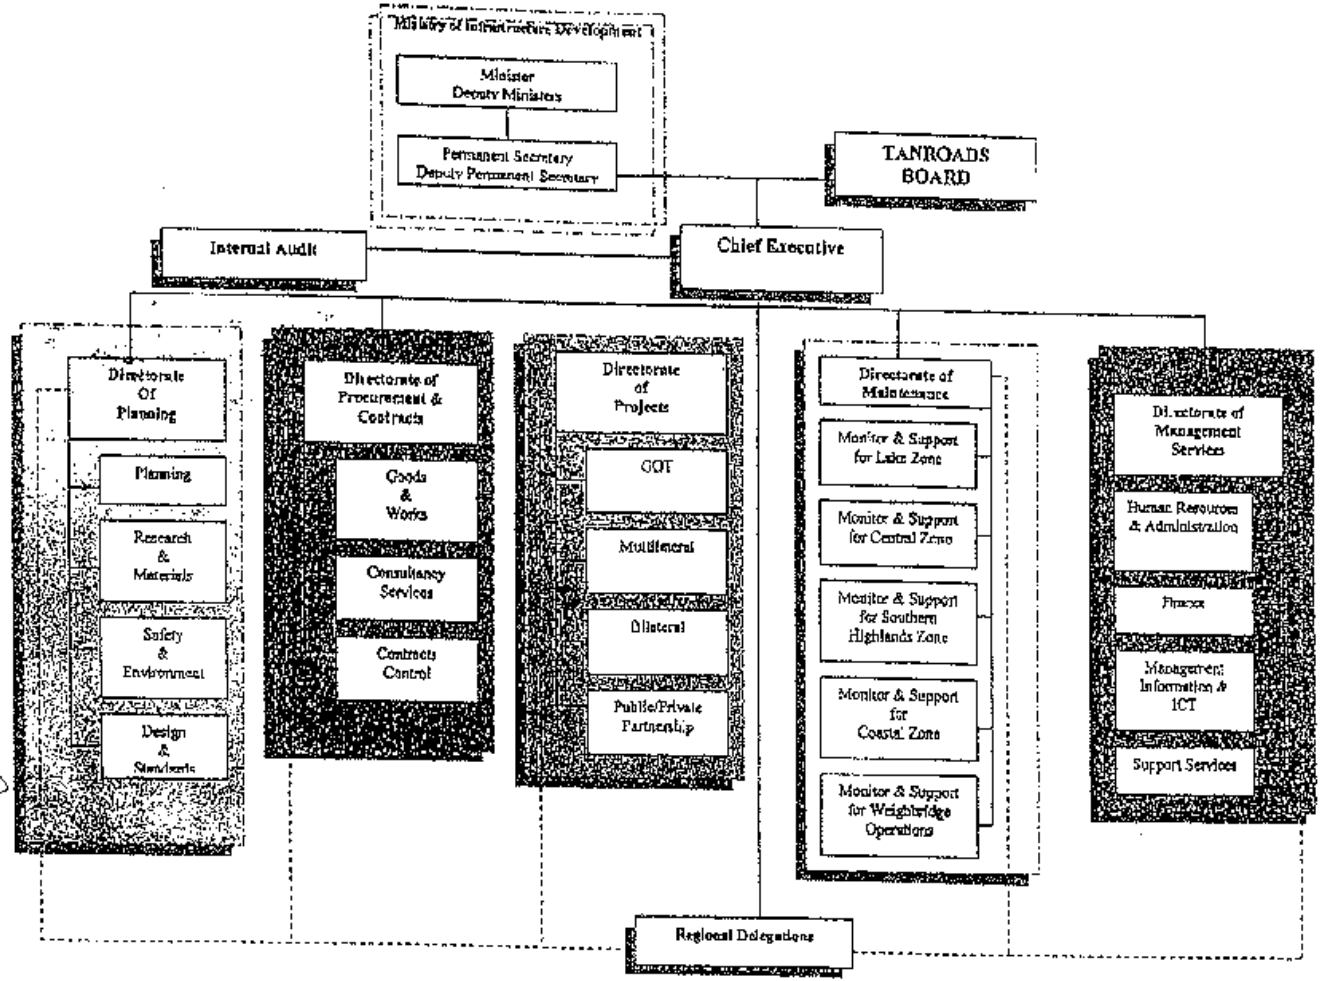 Ministry of Infrastructure Development
Minister
Deputy Ministers
Permanent Secretary
Deputy Permanent Secretary
TANROADS
BOARD
Internal Audit
Chief Executive
Directorate
Of
Planning
Planning
Research
&
Materials
Safety
&
Environment
Design
&
Standards
Directorate of
Procurement &
Contracts
Goods
&
Works
Consultancy
Services
Contracts
Control
Directorate
of
Projects
GOT
Multilateral
Bilateral
Public/Private
Partnership
Directorate of
Maintenance
Monitor & Support
for Lake Zone
Monitor & Support
for Central Zone
Monitor & Support
for Southern
Highlands Zone
Monitor & Support
for
Coastal Zone
Monitor & Support
for Weighbridge
Operations
Directorate of
Management
Services
Human Resources
& Administration
Finance
Management
Information &
ICT
Support Services
Regional Delegations